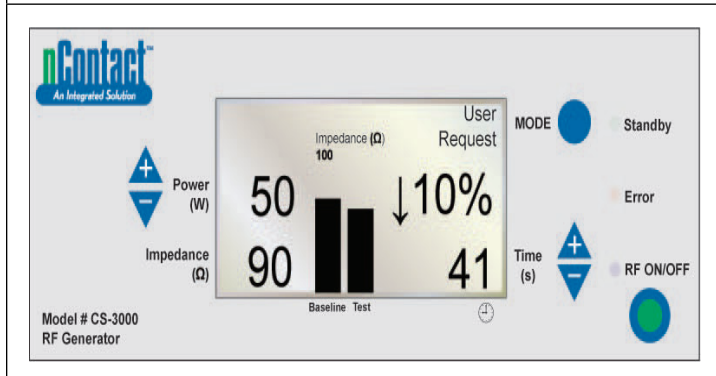 nContact™
An Integrated Solution
Power
(W)
Impedance
(Ω)
50
90
Impedance (Ω)
100
User
Request
↓10%
41
Baseline Test
MODE
Time
(s)
Standby
Error
RF ON/OFF
Model # CS-3000
RF Generator